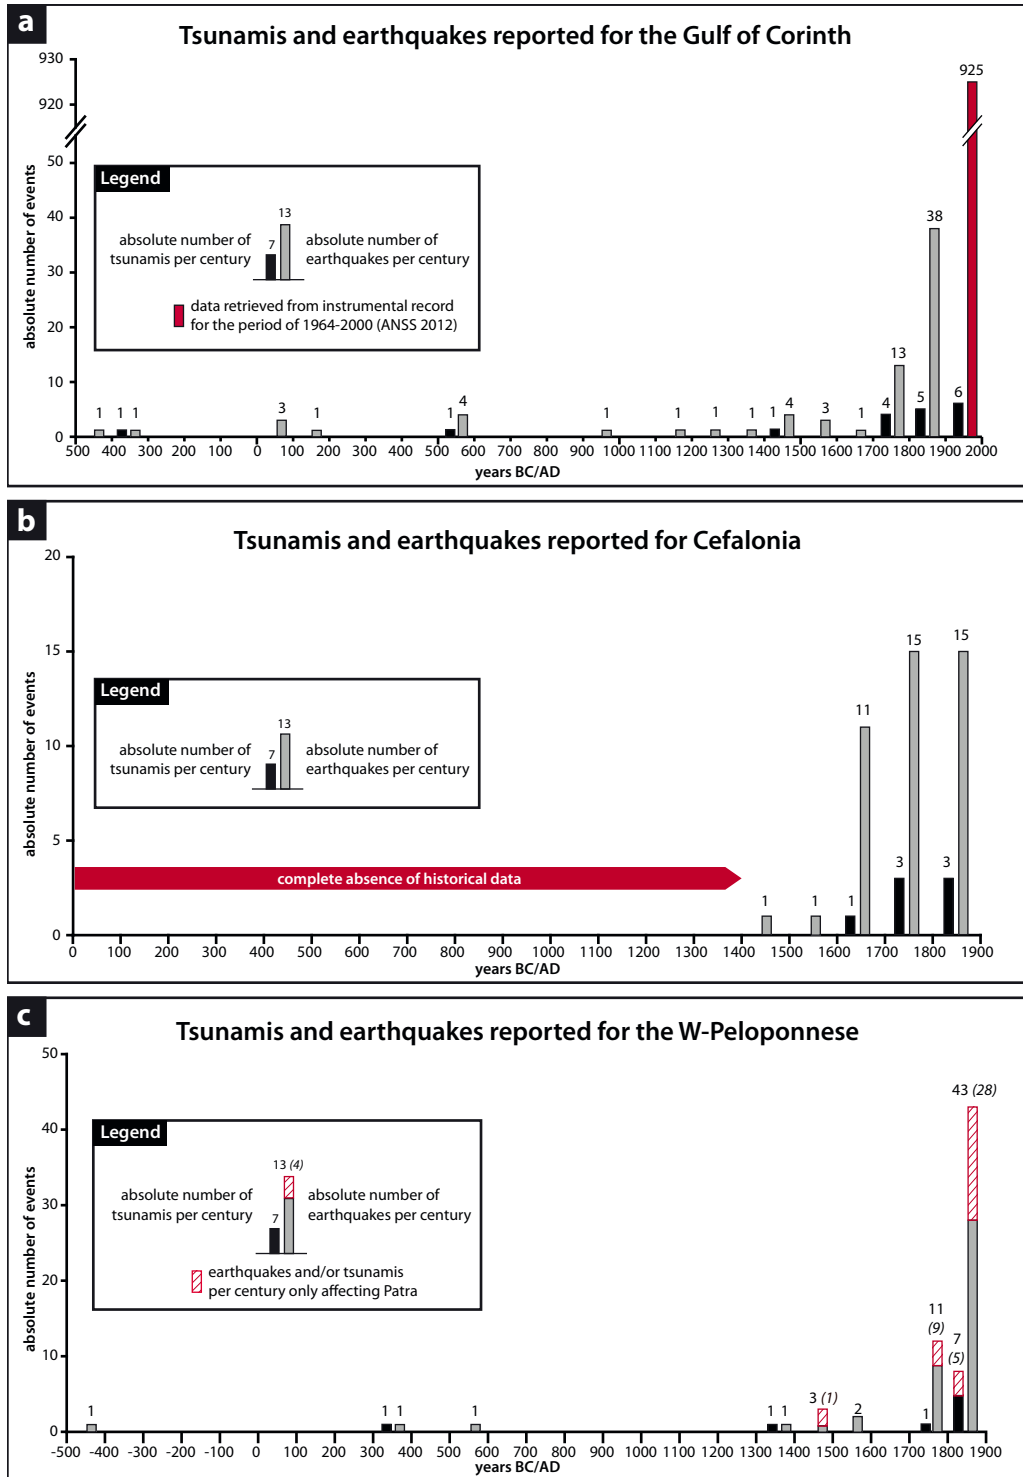 a
Tsunamis and earthquakes reported for the Gulf of Corinth
930
920
50
40
30
20
10
0
absolute number of events
Legend
absolute number of
tsunamis per century
7
13
absolute number of
earthquakes per century
data retrieved from instrumental record
for the period of 1964-2000 (ANSS 2012)
1 1 1 3 1 1 4 1 1 1 1 1 4 3 1 4 13 5 38 6 925
500 400 300 200 100 0 100 200 300 400 500 600 700 800 900 1000 1100 1200 1300 1400 1500 1600 1700 1800 1900 2000
years BC/AD
b
Tsunamis and earthquakes reported for Cefalonia
20
15
10
5
0
absolute number of events
Legend
absolute number of
tsunamis per century
7
13
absolute number of
earthquakes per century
complete absence of historical data
1 1 1 11 3 15 3 15
0 100 200 300 400 500 600 700 800 900 1000 1100 1200 1300 1400 1500 1600 1700 1800 1900
years BC/AD
c
Tsunamis and earthquakes reported for the W-Peloponnese
50
40
30
20
10
0
absolute number of events
Legend
absolute number of
tsunamis per century
7
13 (4)
absolute number of
earthquakes per century
earthquakes and/or tsunamis
per century only affecting Patra
1 1 1 1 1 1 3 (1) 2 1
11
(9)
7
(5)
43 (28)
-500 -400 -300 -200 -100 0 100 200 300 400 500 600 700 800 900 1000 1100 1200 1300 1400 1500 1600 1700 1800 1900
years BC/AD